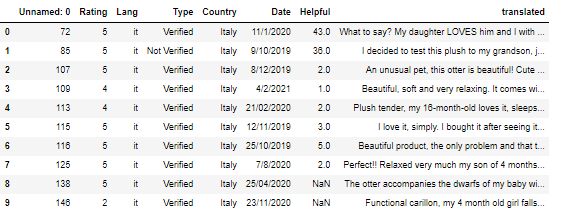 Unnamed: 0 Rating Lang Type Country Date Helpful translated
0 72 5 it Verified Italy 11/1/2020 43.0 What to say? My daughter LOVES him and I with ...
1 85 5 it Not Verified Italy 9/10/2019 36.0 I decided to test this plush to my grandson, j...
2 107 5 it Verified Italy 8/12/2019 2.0 An unusual pet, this otter is beautiful! Cute ...
3 109 4 it Verified Italy 4/2/2021 1.0 Beautiful, soft and very relaxing. It comes wi...
4 113 4 it Verified Italy 21/02/2020 2.0 Plush tender, my 16-month-old loves it, sleeps...
5 115 5 it Verified Italy 12/11/2019 3.0 I love it, simply. I bought it after seeing it...
6 116 5 it Verified Italy 25/10/2019 5.0 Beautiful product, the only problem and that t...
7 125 5 it Verified Italy 7/8/2020 2.0 Perfect!! Relaxed very much my son of 4 months...
8 138 5 it Verified Italy 25/04/2020 NaN The otter accompanies the dwarfs of my baby wi...
9 146 2 it Verified Italy 23/11/2020 NaN Functional carillon, my 4 month old girl falls...